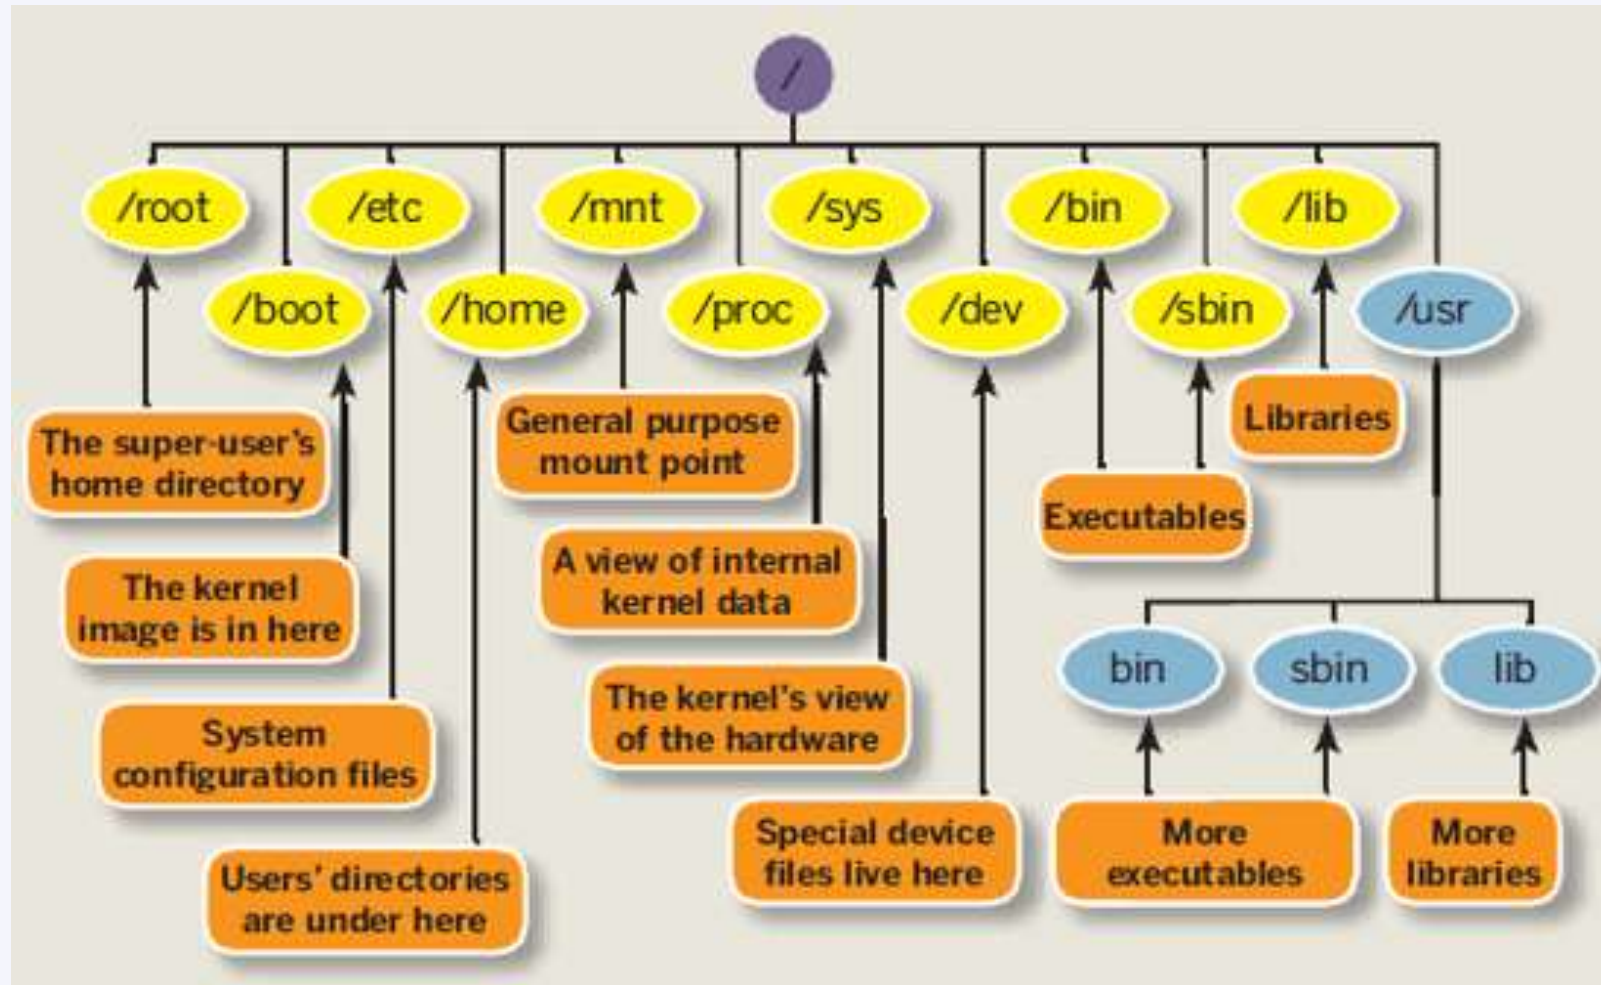 /
/root
/etc
/mnt
/sys
/bin
/lib
/boot
/home
/proc
/dev
/sbin
/usr
The super-user's
home directory
General purpose
mount point
Libraries
Executables
The kernel
image is in here
A view of internal
kernel data
bin
sbin
lib
System
configuration files
The kernel's view
of the hardware
Special device
files live here
More
executables
More
libraries
Users' directories
are under here